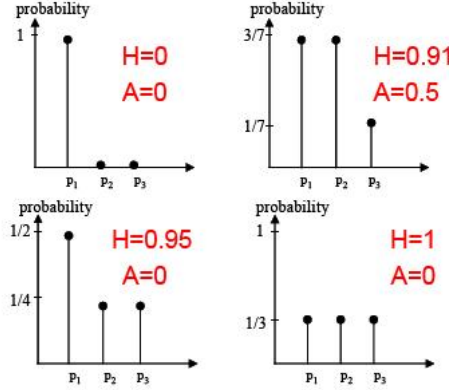 probability
1
H=0
A=0
p1 p2 p3
probability
3/7
1/7
H=0.91
A=0.5
p1 p2 p3
probability
1/2
1/4
H=0.95
A=0
p1 p2 p3
probability
1
1/3
H=1
A=0
p1 p2 p3